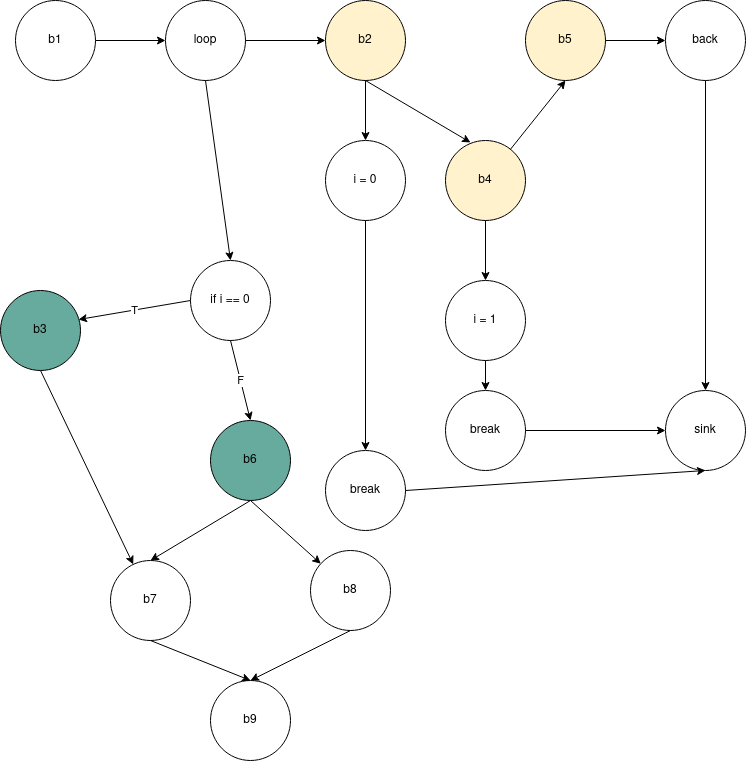 b1
loop
b2
b5
back
i = 0
b4
if i == 0
T
b3
i = 1
F
b6
break
sink
break
b7
b8
b9